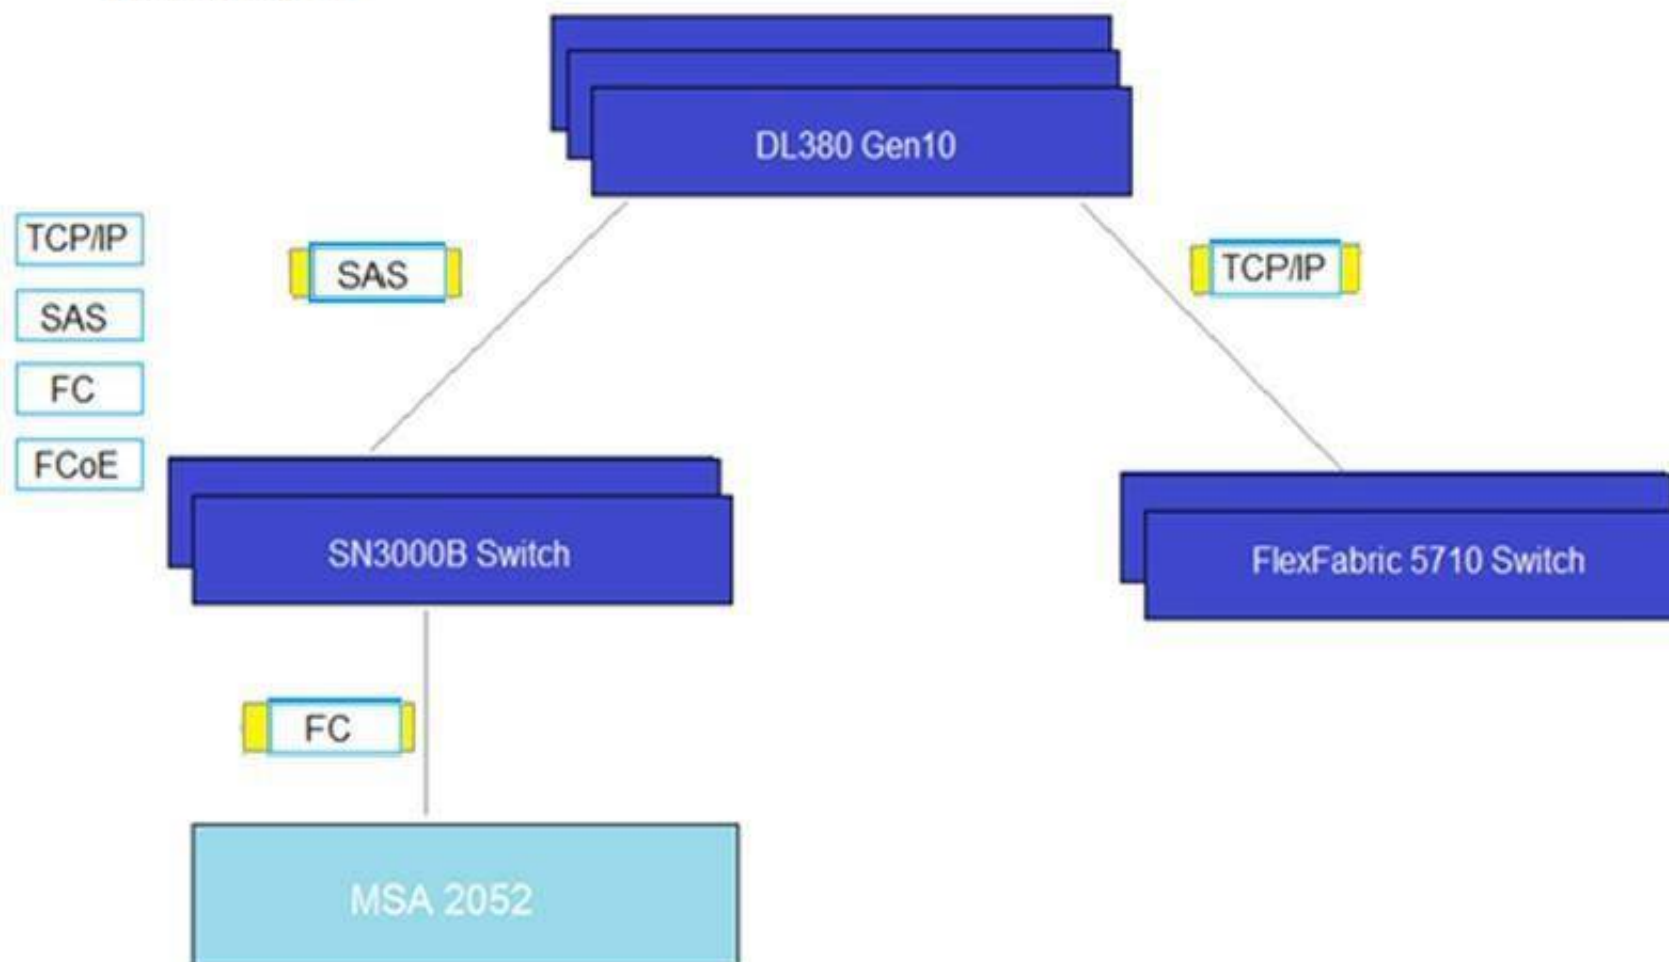 DL380 Gen10
TCP/IP
SAS
FC
FCoE
SAS
TCP/IP
SN3000B Switch
FlexFabric 5710 Switch
FC
MSA 2052